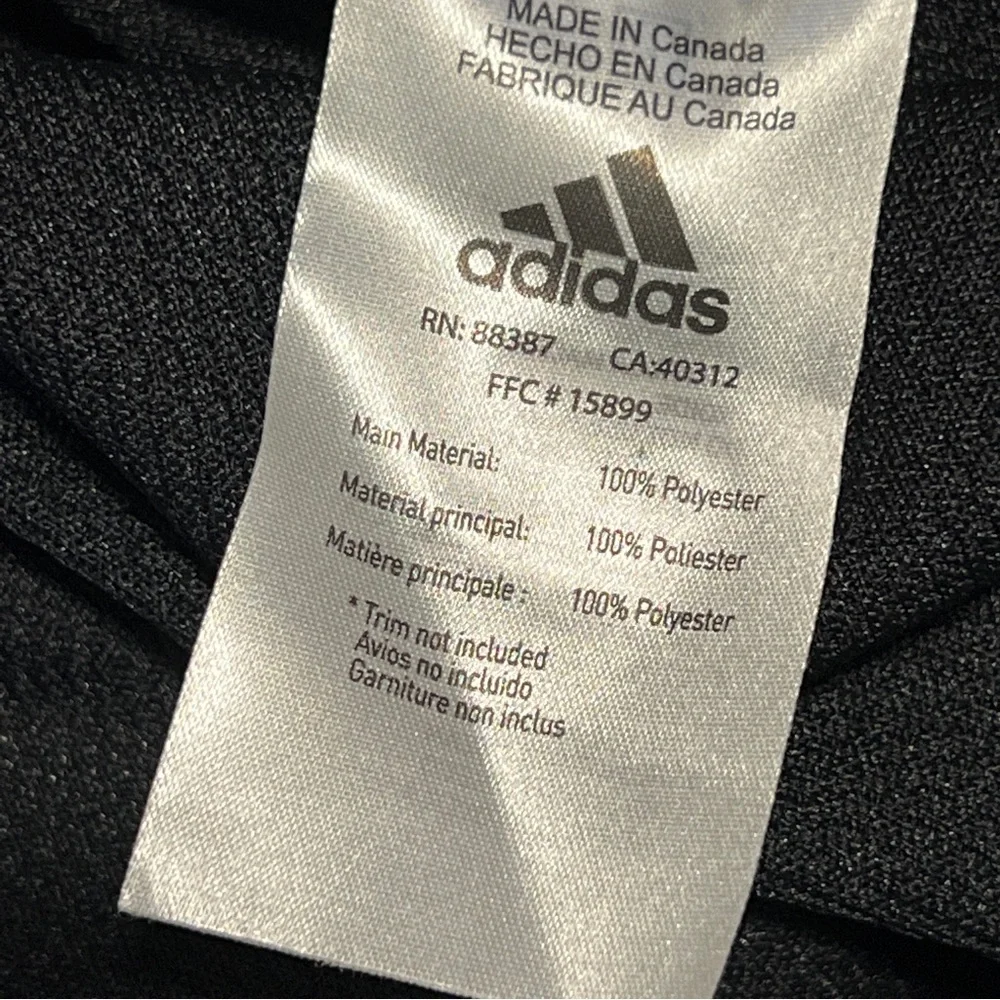 MADE IN Canada
HECHO EN Canada
FABRIQUE AU Canada
adidas
RN: 88387 CA:40312
FFC # 15899
Main Material: 100% Polyester
Material principal: 100% Poliester
Matière principale : 100% Polyester
* Trim not included
Avios no incluido
Garniture non inclus